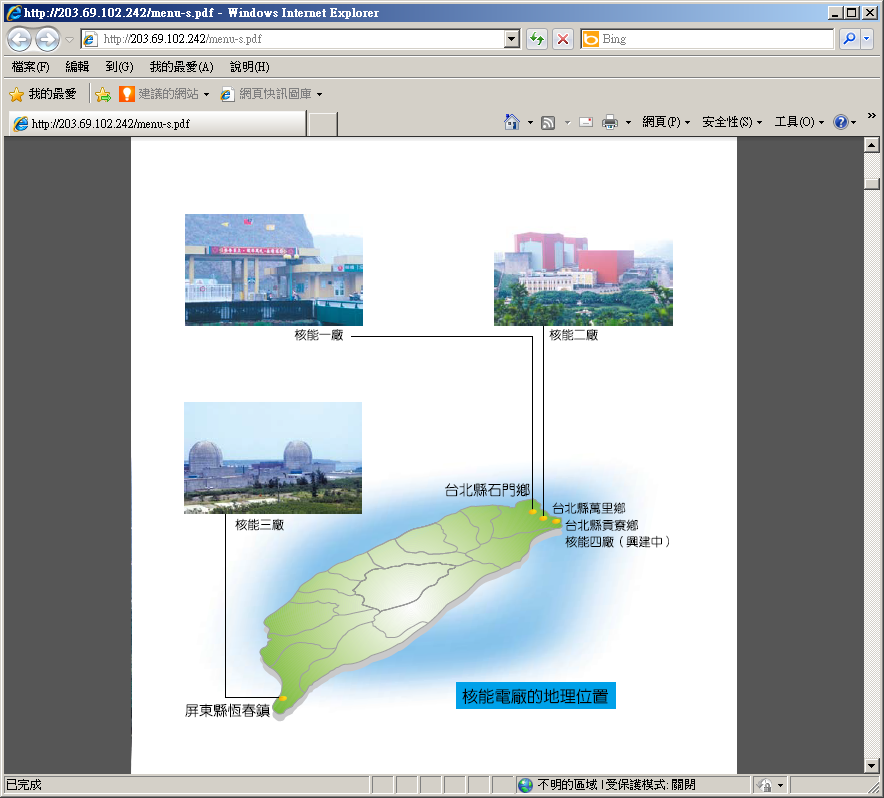 http://203.69.102.242/menu-s.pdf - Windows Internet Explorer
http://203.69.102.242/menu-s.pdf
Bing
檔案(F) 編輯 到(G) 我的最愛(A) 說明(H)
我的最愛 建議的網站 網頁快訊圖庫
http://203.69.102.242/menu-s.pdf
網頁(P) 安全性(S) 工具(O) »
核能一廠
核能二廠
核能三廠
台北縣石門鄉
台北縣萬里鄉
台北縣貢寮鄉
核能四廠（興建中）
屏東縣恆春鎮
核能電廠的地理位置
已完成
不明的區域 | 受保護模式: 關閉